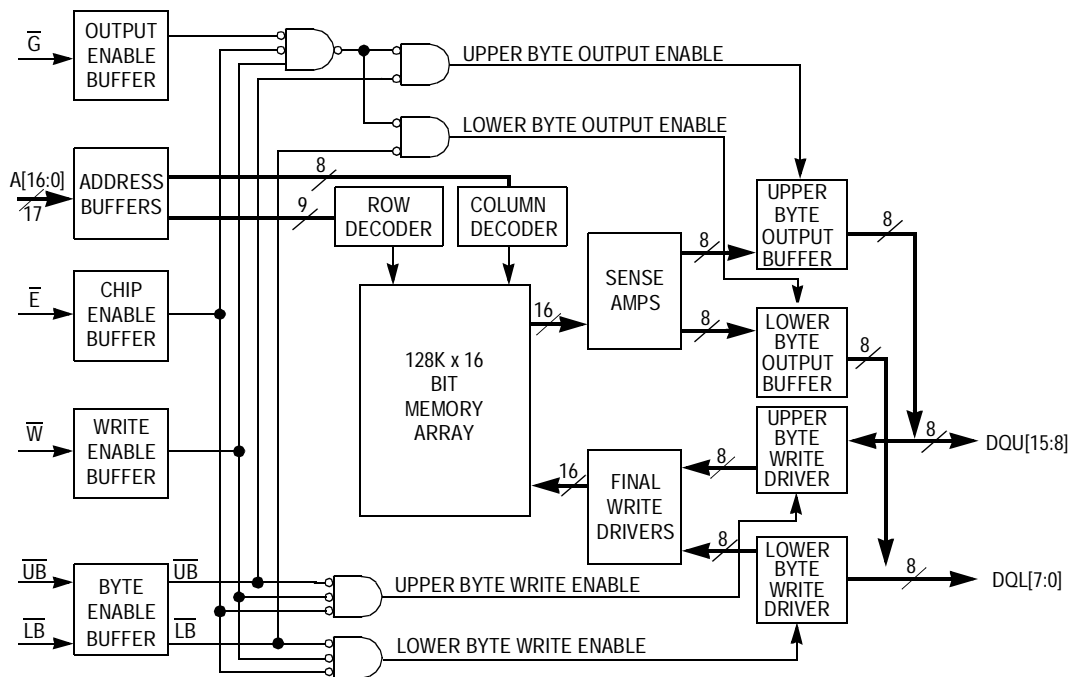 G
OUTPUT
ENABLE
BUFFER
UPPER BYTE OUTPUT ENABLE
LOWER BYTE OUTPUT ENABLE
A[16:0]
17
ADDRESS
BUFFERS
8
9
ROW
DECODER
COLUMN
DECODER
UPPER
BYTE
OUTPUT
BUFFER
8
E
CHIP
ENABLE
BUFFER
128K x 16
BIT
MEMORY
ARRAY
16
SENSE
AMPS
8
8
LOWER
BYTE
OUTPUT
BUFFER
8
W
WRITE
ENABLE
BUFFER
16
FINAL
WRITE
DRIVERS
8
8
UPPER
BYTE
WRITE
DRIVER
8
DQU[15:8]
UB
LB
BYTE
ENABLE
BUFFER
UB
LB
UPPER BYTE WRITE ENABLE
LOWER BYTE WRITE ENABLE
LOWER
BYTE
WRITE
DRIVER
8
DQL[7:0]